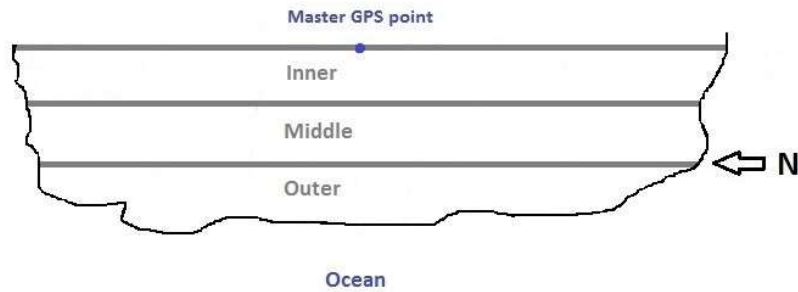 Master GPS point
Inner
Middle
N
Outer
Ocean